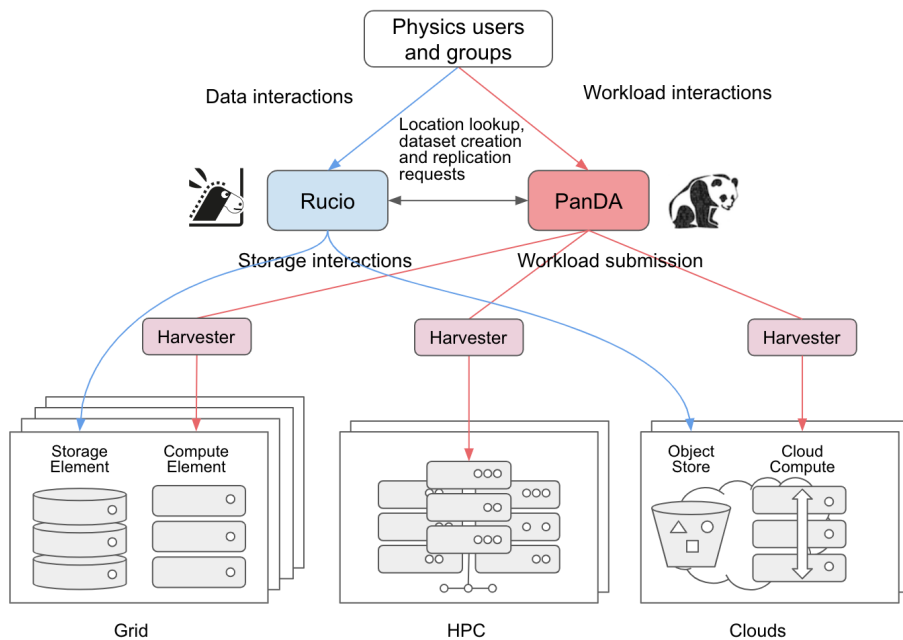 Physics users
and groups
Data interactions
Workload interactions
Location lookup,
dataset creation
and replication
requests
Rucio
PanDA
Storage interactions
Workload submission
Harvester
Harvester
Harvester
Storage
Element
Compute
Element
Object
Store
Cloud
Compute
Grid
HPC
Clouds